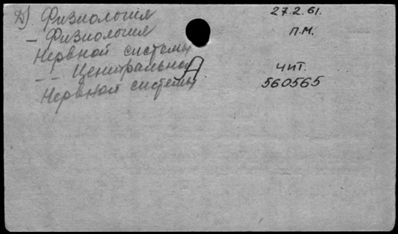 Д) Физиология
27.2.61.
– Физиология
П.М.
Нервной системы
– ! Центральной
Чит.
Нервной системы
560565